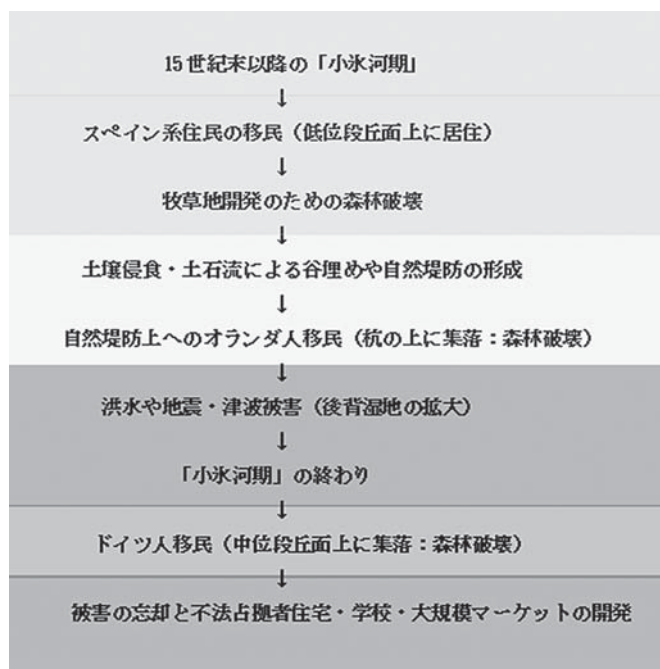 15世紀末以降の「小氷河期」
↓
スペイン系住民の移民（低位段丘面上に居住）
↓
牧草地開発のための森林破壊
↓
土壌侵食・土石流による谷埋めや自然堤防の形成
↓
自然堤防上へのオランダ人移民（杭の上に集落：森林破壊）
↓
洪水や地震・津波被害（後背湿地の拡大）
↓
「小氷河期」の終わり
↓
ドイツ人移民（中位段丘面上に集落：森林破壊）
↓
被害の忘却と不法占拠者住宅・学校・大規模マーケットの開発